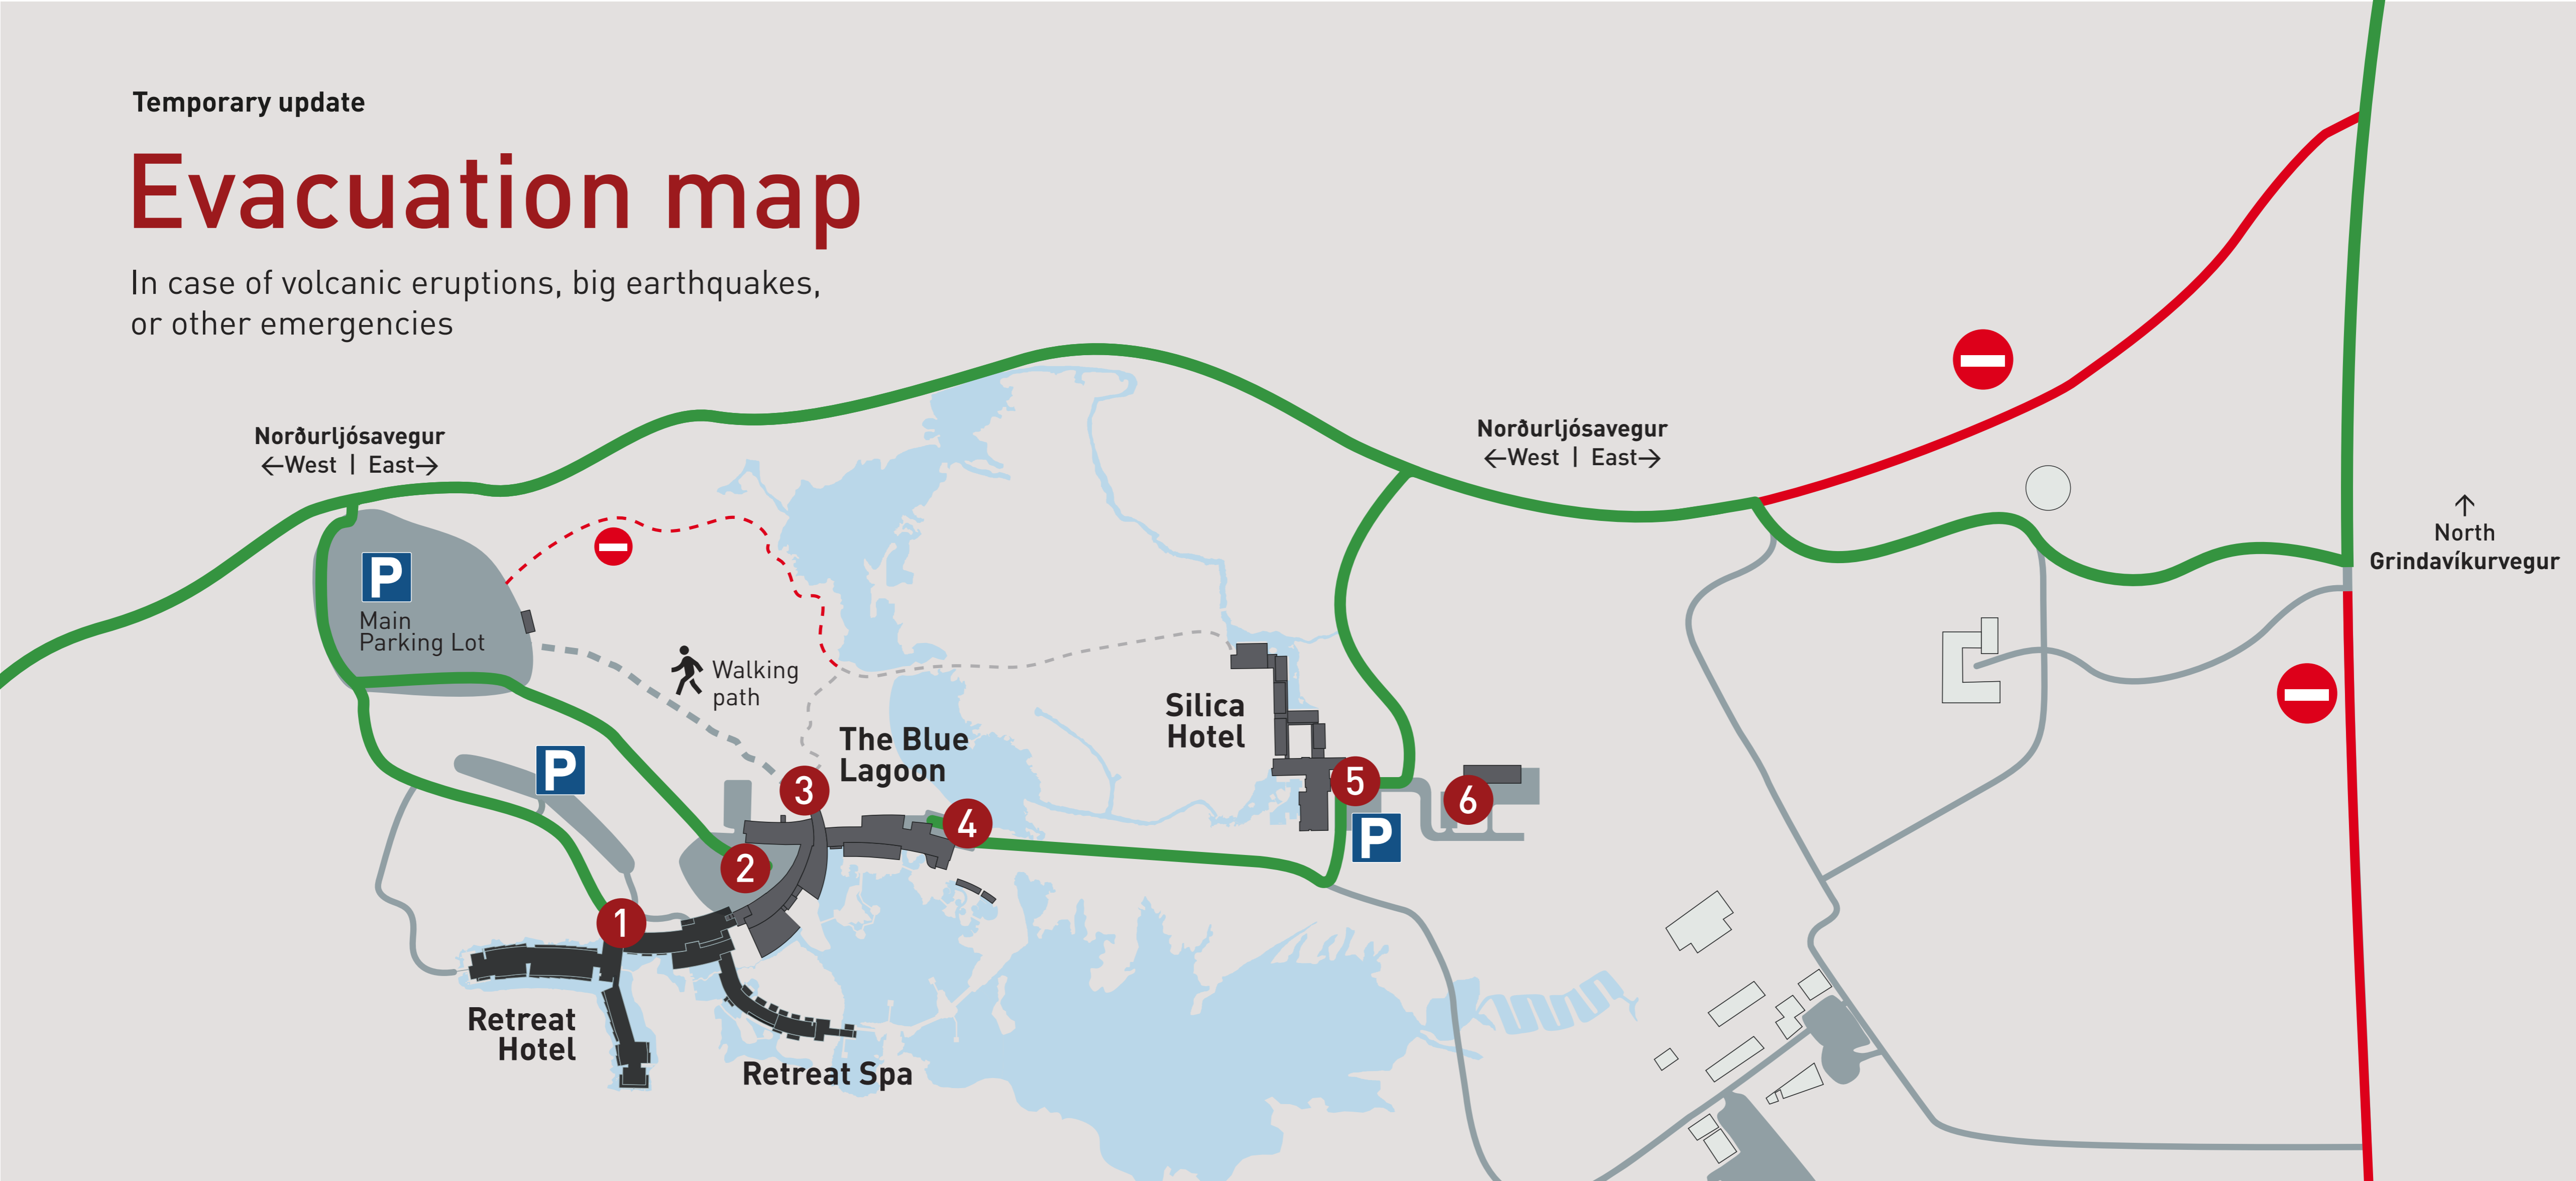 Temporary update
Evacuation map
In case of volcanic eruptions, big earthquakes,
or other emergencies
Norðurljósavegur
←West | East→
Norðurljósavegur
←West | East→
↑
North
Grindavíkurvegur
P
Main
Parking Lot
Walking
path
P
The Blue
Lagoon
Silica
Hotel
P
1
2
3
4
5
6
Retreat
Hotel
Retreat Spa